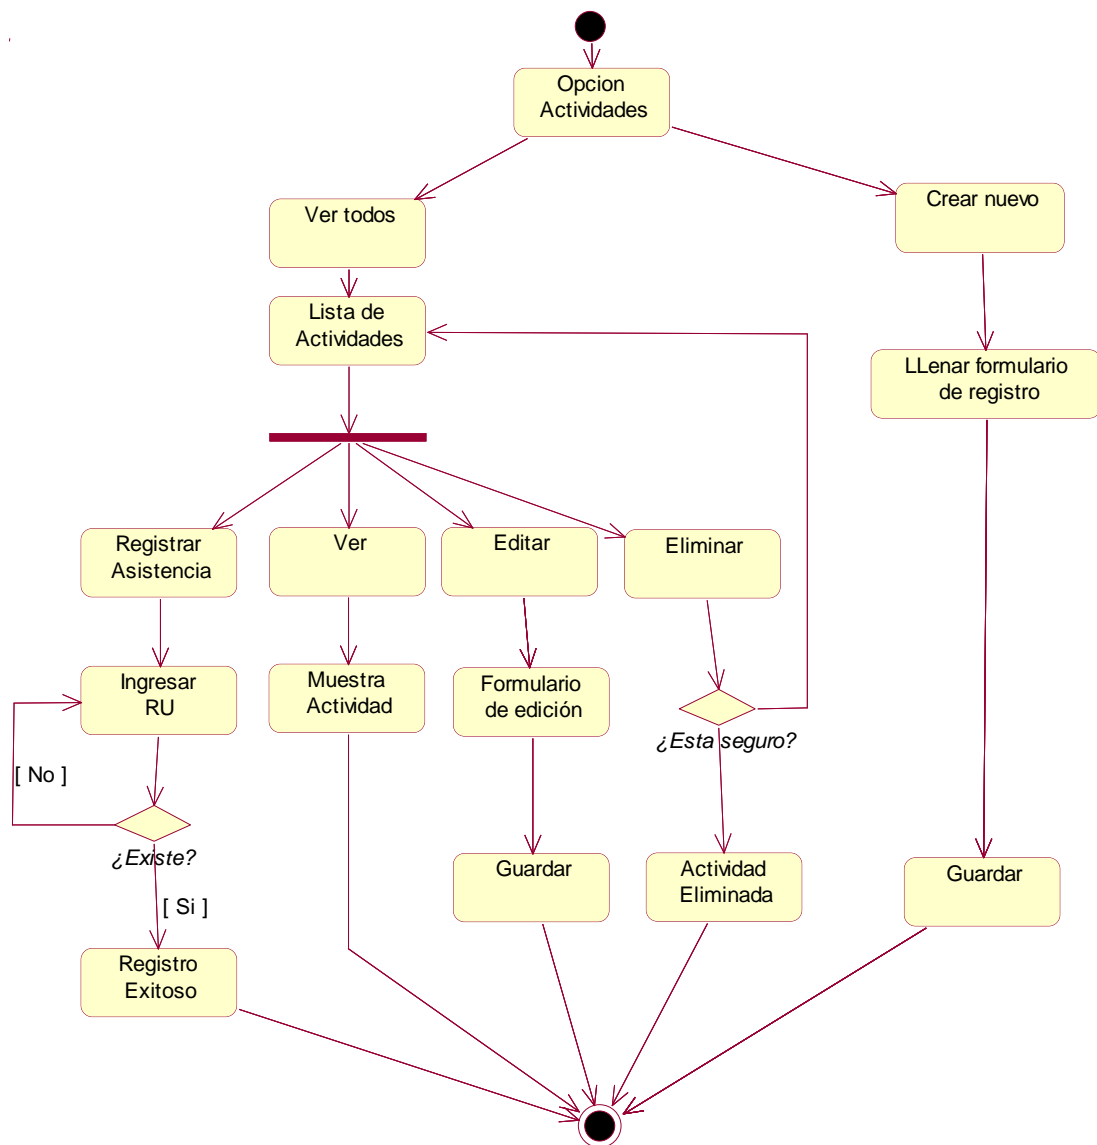 Opcion
Actividades
Ver todos
Crear nuevo
Lista de
Actividades
LLenar formulario
de registro
Registrar
Asistencia
Ver
Editar
Eliminar
Ingresar
RU
Muestra
Actividad
Formulario
de edición
¿Esta seguro?
[ No ]
¿Existe?
[ Si ]
Guardar
Actividad
Eliminada
Guardar
Registro
Exitoso